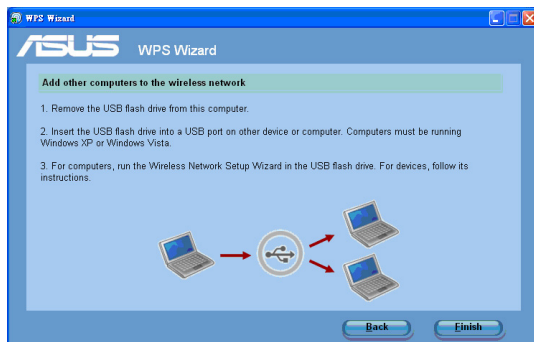 WPS Wizard
ASUS WPS Wizard
Add other computers to the wireless network
1. Remove the USB flash drive from this computer.
2. Insert the USB flash drive into a USB port on other device or computer. Computers must be running
Windows XP or Windows Vista.
3. For computers, run the Wireless Network Setup Wizard in the USB flash drive. For devices, follow its
instructions.
Back Finish